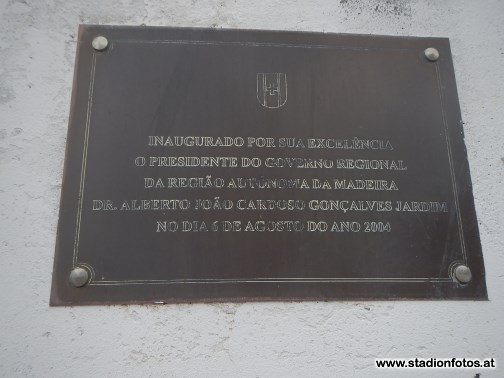 INAUGURADO POR SUA EXCELÊNCIA
O PRESIDENTE DO GOVERNO REGIONAL
DA REGIÃO AUTÓNOMA DA MADEIRA
DR. ALBERTO JOÃO CARDOSO GONÇALVES JARDIM
NO DIA 6 DE AGOSTO DO ANO 2004
www.stadionfotos.at